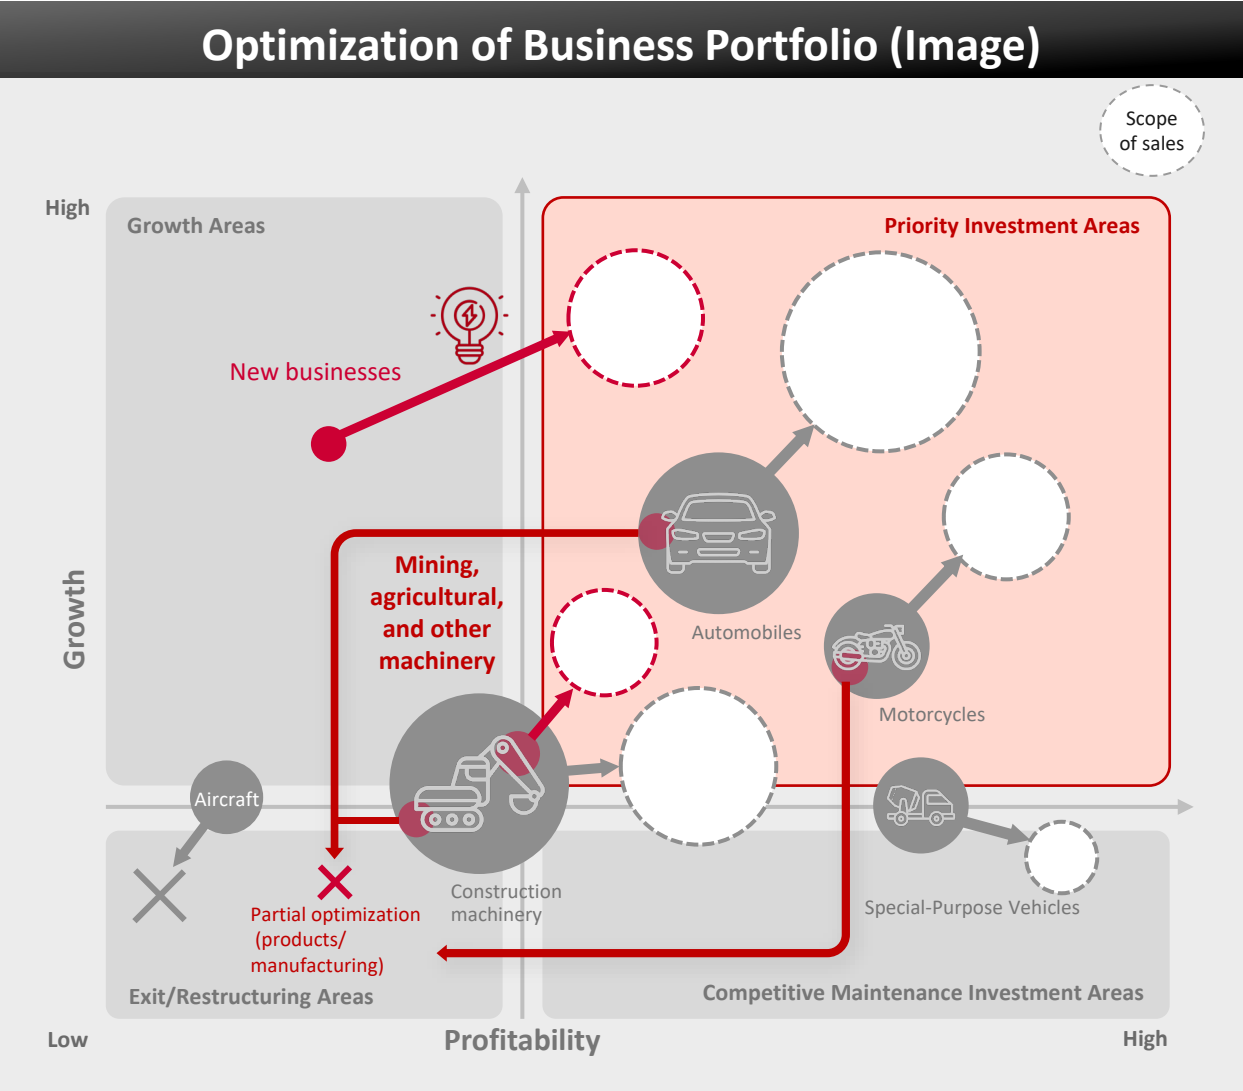 Optimization of Business Portfolio (Image)
Scope
of sales
High
Growth Areas
Priority Investment Areas
New businesses
Mining,
agricultural,
and other
machinery
Automobiles
Growth
Motorcycles
Aircraft
Construction
machinery
Special-Purpose Vehicles
Partial optimization
(products/
manufacturing)
Exit/Restructuring Areas
Competitive Maintenance Investment Areas
Low
Profitability
High